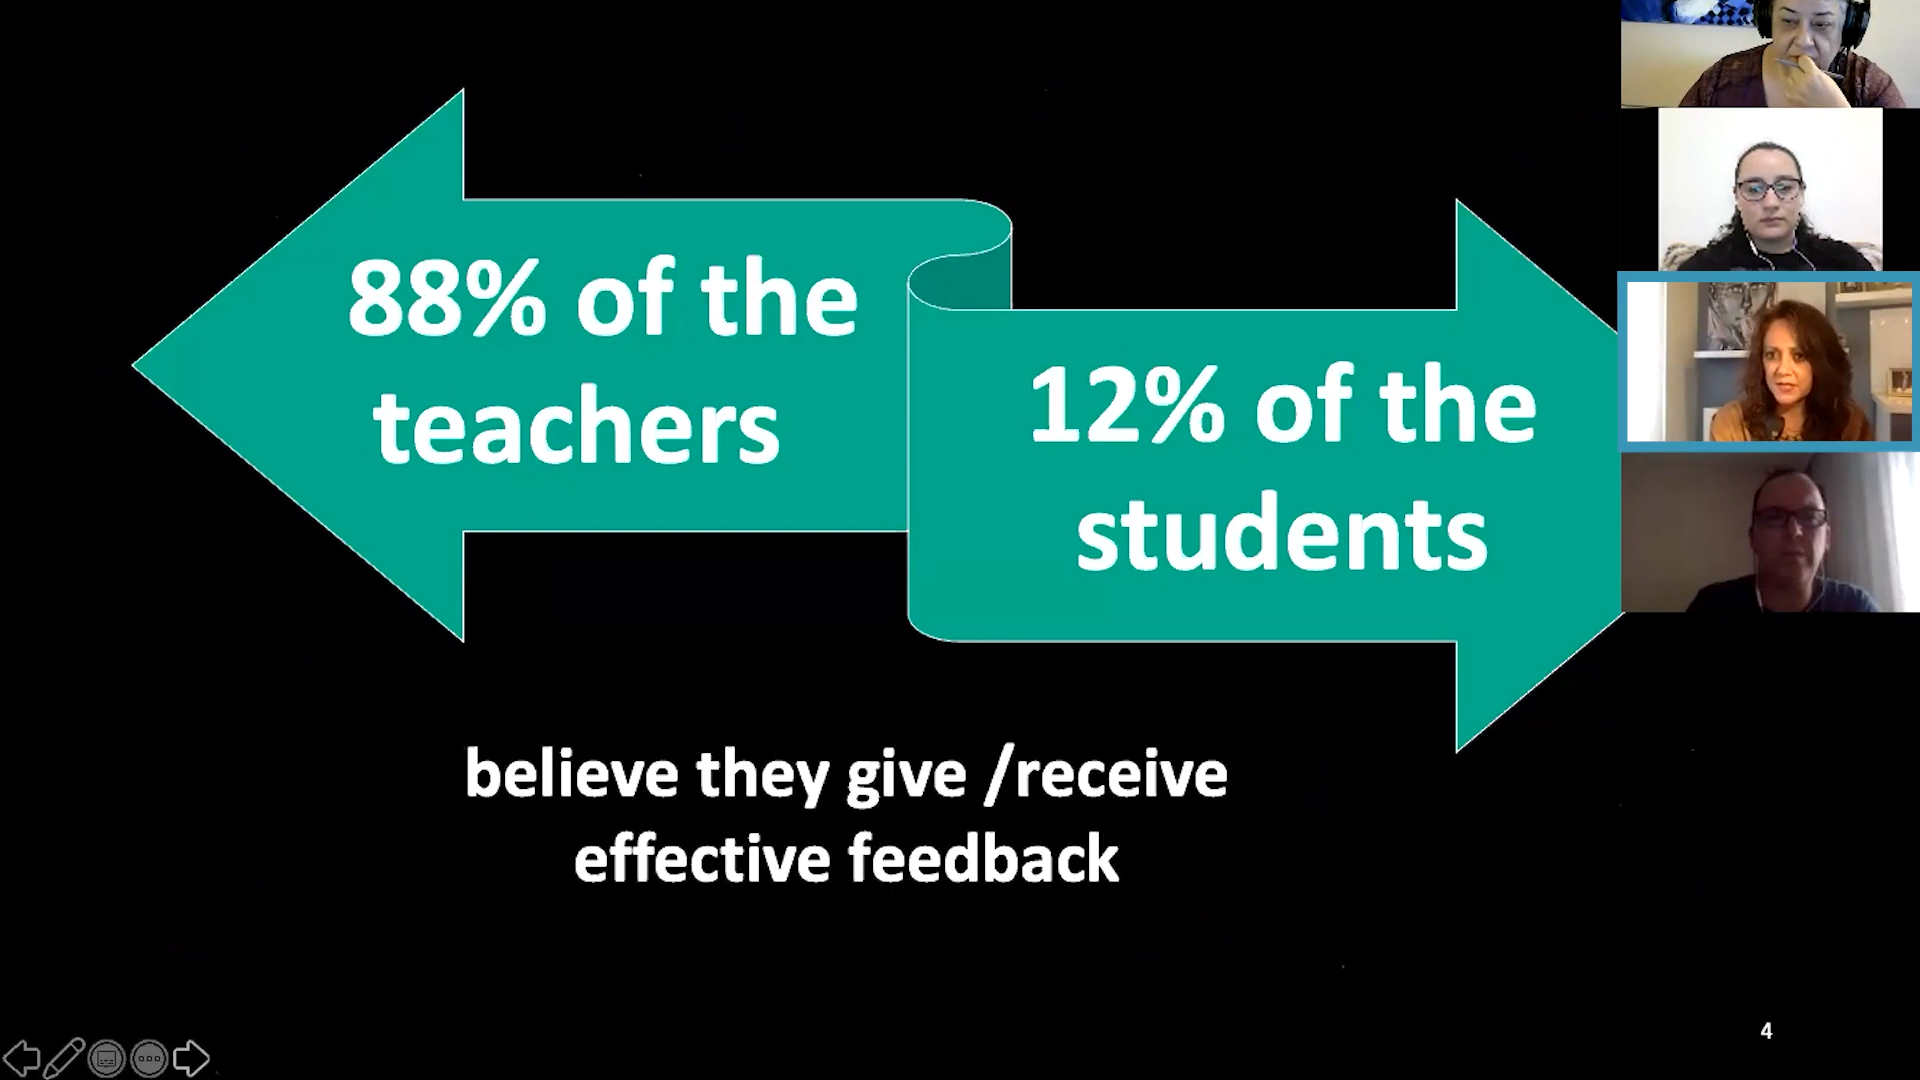 88% of the
teachers
12% of the
students
believe they give /receive
effective feedback
4